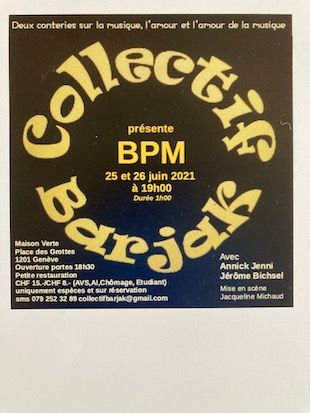 Deux conteries sur la musique, l'amour et l'amour de la musique
Collectif
présente
BPM
25 et 26 juin 2021
à 19h00
Durée 1h00
Barjak
Maison Verte
Place des Grottes
1201 Genève
Ouverture portes 18h30
Petite restauration
CHF 15.-/CHF 8.- (AVS,AI,Chômage, Etudiant)
uniquement espèces et sur réservation
sms 079 252 32 89 collectifbarjak@gmail.com
Avec
Annick Jenni
Jérôme Bichsel
Mise en scène
Jacqueline Michaud